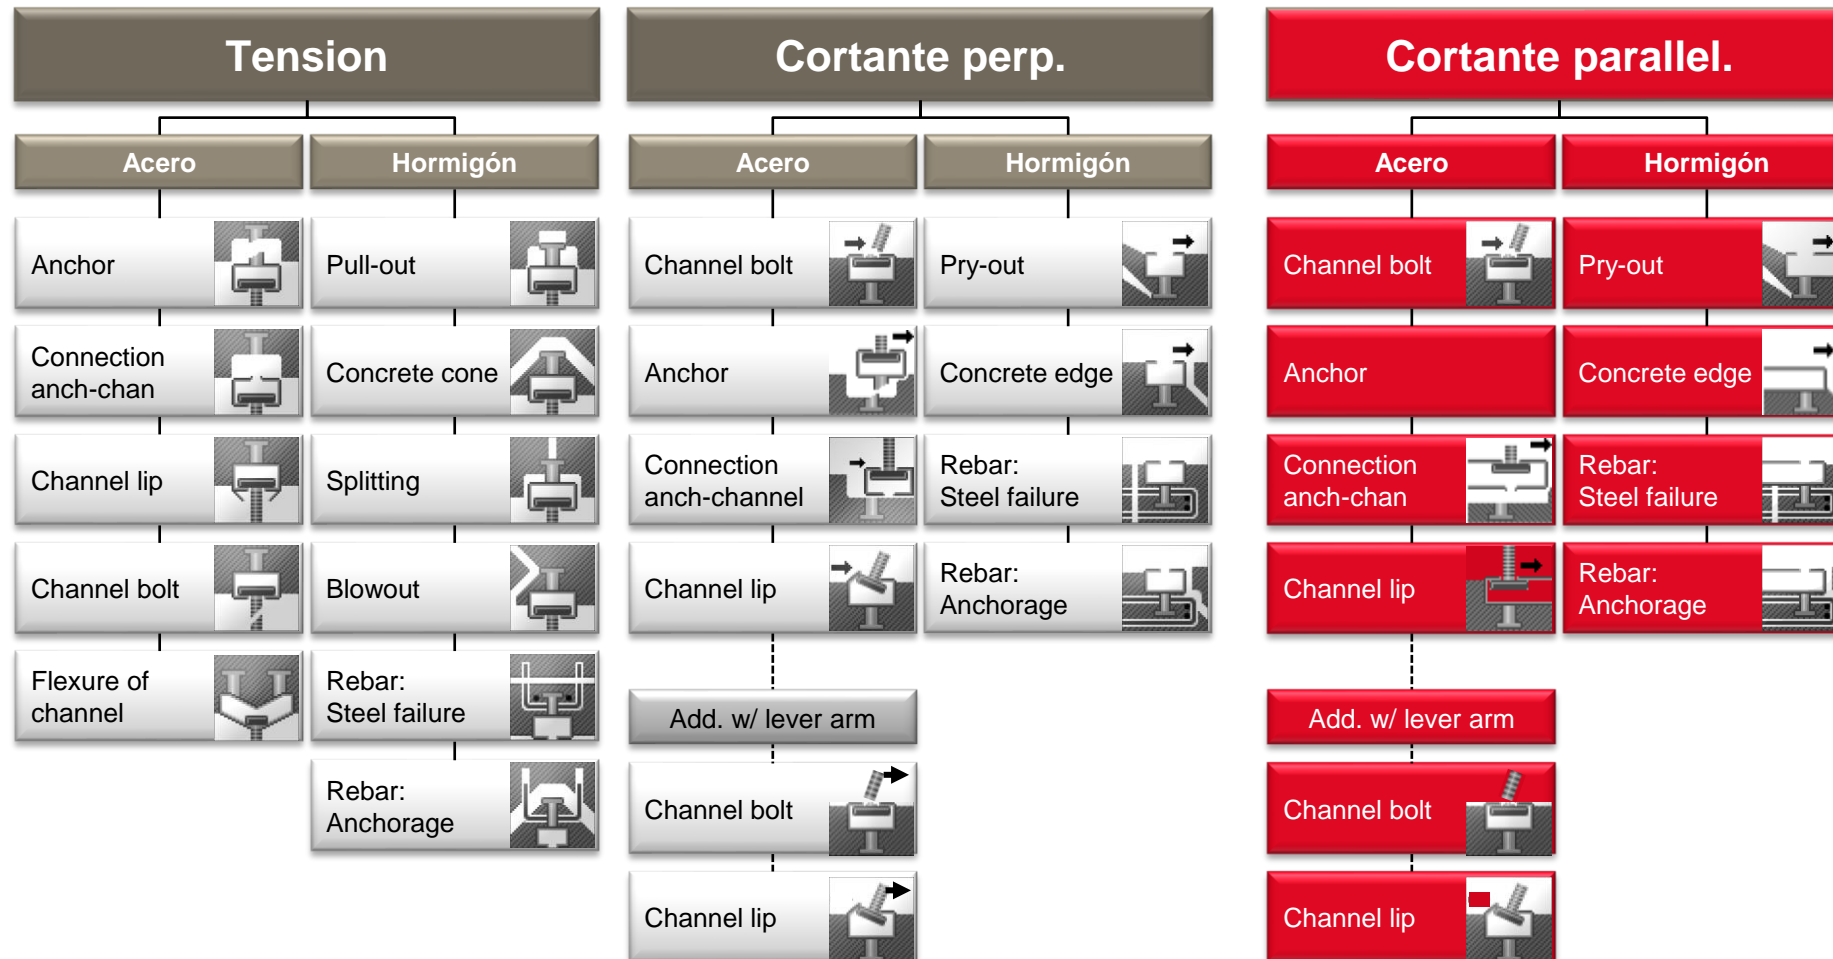 Tension
Acero
Hormigón
Anchor
Pull-out
Connection
anch-chan
Concrete cone
Channel lip
Splitting
Channel bolt
Blowout
Flexure of
channel
Rebar:
Steel failure
Rebar:
Anchorage
Cortante perp.
Acero
Hormigón
Channel bolt
Pry-out
Anchor
Concrete edge
Connection
anch-channel
Rebar:
Steel failure
Channel lip
Rebar:
Anchorage
Add. w/ lever arm
Channel bolt
Channel lip
Cortante parallel.
Acero
Hormigón
Channel bolt
Pry-out
Anchor
Concrete edge
Connection
anch-chan
Rebar:
Steel failure
Channel lip
Rebar:
Anchorage
Add. w/ lever arm
Channel bolt
Channel lip